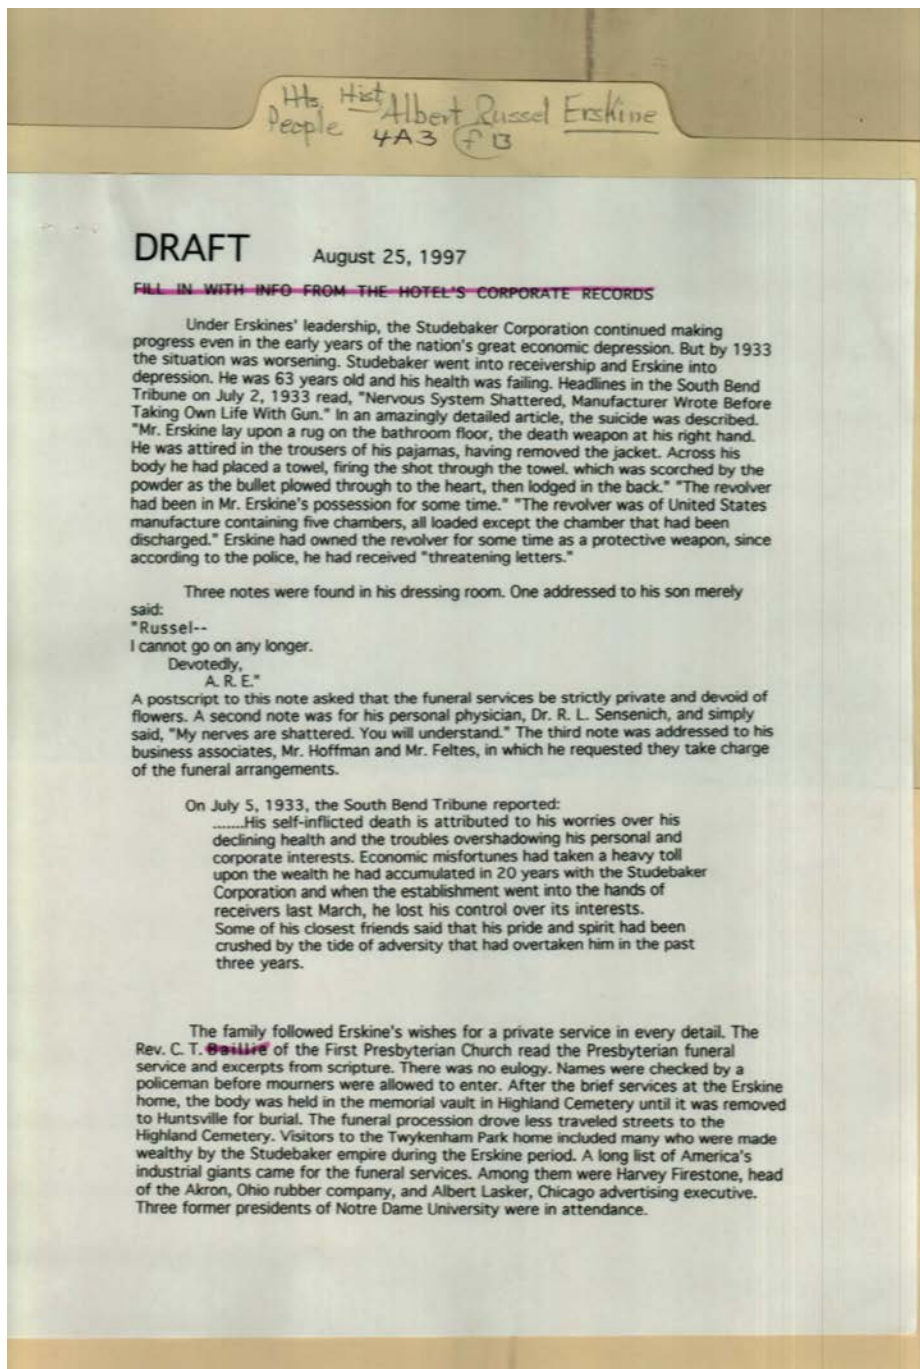 Hts. Hist Albert Russel Erskine
People 4A3 f 13
DRAFT August 25, 1997
FILL IN WITH INFO FROM THE HOTEL'S CORPORATE RECORDS
Under Erskines' leadership, the Studebaker Corporation continued making
progress even in the early years of the nation's great economic depression. But by 1933
the situation was worsening. Studebaker went into receivership and Erskine into
depression. He was 63 years old and his health was failing. Headlines in the South Bend
Tribune on July 2, 1933 read, "Nervous System Shattered, Manufacturer Wrote Before
Taking Own Life With Gun." In an amazingly detailed article, the suicide was described.
"Mr. Erskine lay upon a rug on the bathroom floor, the death weapon at his right hand.
He was attired in the trousers of his pajamas, having removed the jacket. Across his
body he had placed a towel, firing the shot through the towel. which was scorched by the
powder as the bullet plowed through to the heart, then lodged in the back." "The revolver
had been in Mr. Erskine's possession for some time." "The revolver was of United States
manufacture containing five chambers, all loaded except the chamber that had been
discharged." Erskine had owned the revolver for some time as a protective weapon, since
according to the police, he had received "threatening letters."
Three notes were found in his dressing room. One addressed to his son merely
said:
"Russel--
I cannot go on any longer.
Devotedly,
A. R. E."
A postscript to this note asked that the funeral services be strictly private and devoid of
flowers. A second note was for his personal physician, Dr. R. L. Sensenich, and simply
said, "My nerves are shattered. You will understand." The third note was addressed to his
business associates, Mr. Hoffman and Mr. Feltes, in which he requested they take charge
of the funeral arrangements.
On July 5, 1933, the South Bend Tribune reported:
.......His self-inflicted death is attributed to his worries over his
declining health and the troubles overshadowing his personal and
corporate interests. Economic misfortunes had taken a heavy toll
upon the wealth he had accumulated in 20 years with the Studebaker
Corporation and when the establishment went into the hands of
receivers last March, he lost his control over its interests.
Some of his closest friends said that his pride and spirit had been
crushed by the tide of adversity that had overtaken him in the past
three years.
The family followed Erskine's wishes for a private service in every detail. The
Rev. C. T. Baillie of the First Presbyterian Church read the Presbyterian funeral
service and excerpts from scripture. There was no eulogy. Names were checked by a
policeman before mourners were allowed to enter. After the brief services at the Erskine
home, the body was held in the memorial vault in Highland Cemetery until it was removed
to Huntsville for burial. The funeral procession drove less traveled streets to the
Highland Cemetery. Visitors to the Twykenham Park home included many who were made
wealthy by the Studebaker empire during the Erskine period. A long list of America's
industrial giants came for the funeral services. Among them were Harvey Firestone, head
of the Akron, Ohio rubber company, and Albert Lasker, Chicago advertising executive.
Three former presidents of Notre Dame University were in attendance.